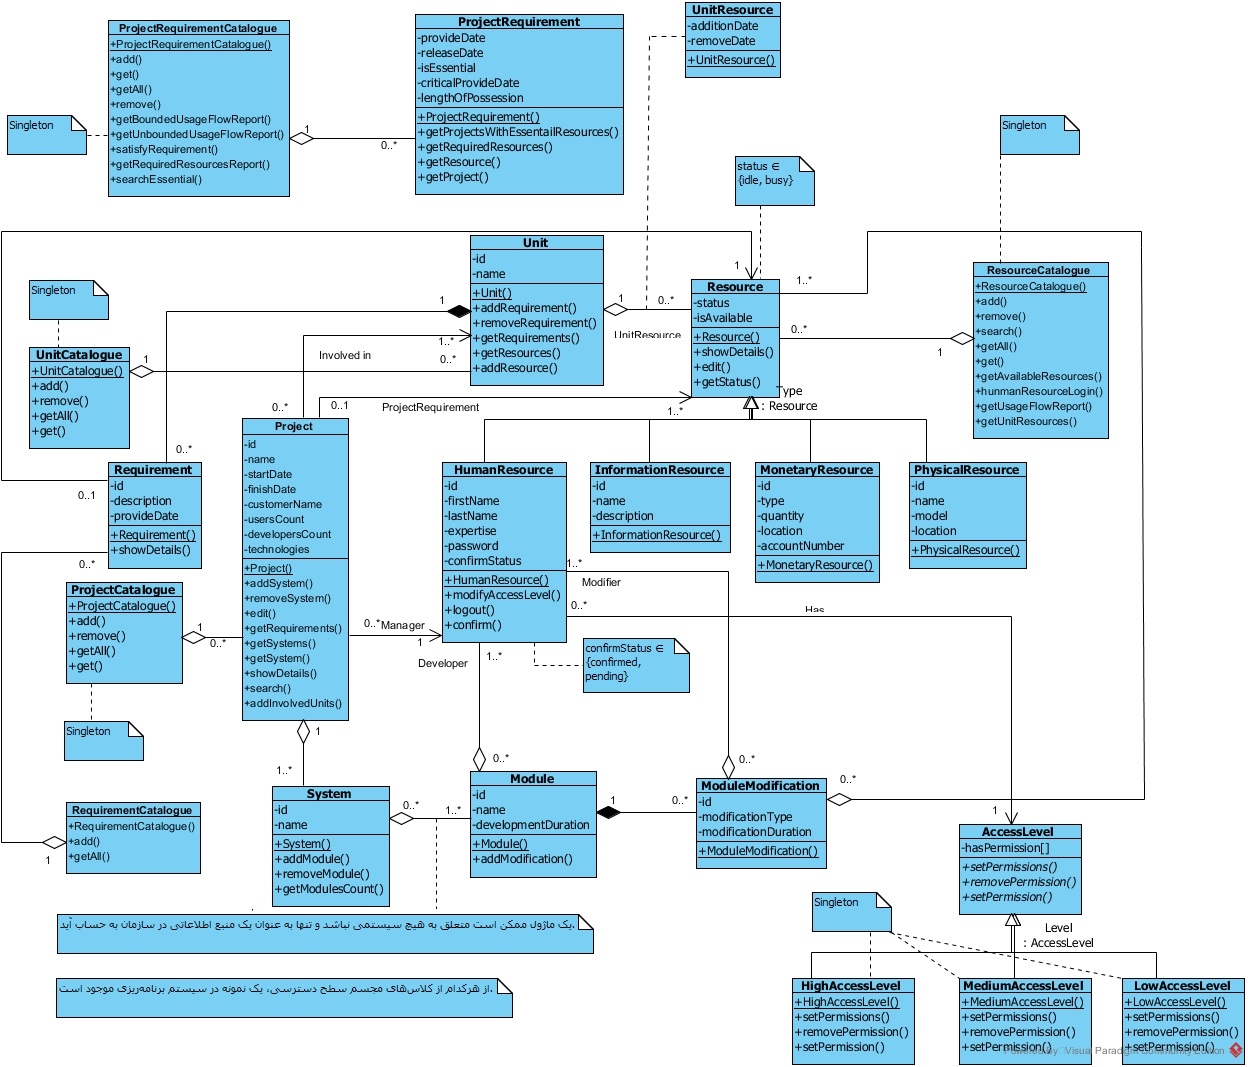 ProjectRequirementCatalogue
+ProjectRequirementCatalogue()
+add()
+get()
+getAll()
+remove()
+getBoundedUsageFlowReport()
+getUnboundedUsageFlowReport()
+satisfyRequirement()
+getRequiredResourcesReport()
+searchEssential()
Singleton
1
0..*
ProjectRequirement
-provideDate
-releaseDate
-isEssential
-criticalProvideDate
-lengthOfPossession
+ProjectRequirement()
+getProjectsWithEssentailResources()
+getRequiredResources()
+getResource()
+getProject()
UnitResource
-additionDate
-removeDate
+UnitResource()
status ∈
{idle, busy}
Singleton
Unit
-id
-name
+Unit()
+addRequirement()
+removeRequirement()
+getRequirements()
+getResources()
+addResource()
1
1..*
0..*
1
0..*
UnitResource
Resource
-status
-isAvailable
+Resource()
+showDetails()
+edit()
+getStatus()
1
1..*
0..*
1
1..*
Type
: Resource
ResourceCatalogue
+ResourceCatalogue()
+add()
+remove()
+search()
+getAll()
+get()
+getAvailableResources()
+hunmanResourceLogin()
+getUsageFlowReport()
+getUnitResources()
Singleton
UnitCatalogue
+UnitCatalogue()
+add()
+remove()
+getAll()
+get()
1
Involved in
0..*
0..1
ProjectRequirement
0..*
0..1
0..*
Requirement
-id
-description
-provideDate
+Requirement()
+showDetails()
Project
-id
-name
-startDate
-finishDate
-customerName
-usersCount
-developersCount
-technologies
+Project()
+addSystem()
+removeSystem()
+edit()
+getRequirements()
+getSystems()
+getSystem()
+showDetails()
+search()
+addInvolvedUnits()
HumanResource
-id
-firstName
-lastName
-expertise
-password
-confirmStatus
+HumanResource()
+modifyAccessLevel()
+logout()
+confirm()
InformationResource
-id
-name
-description
+InformationResource()
MonetaryResource
-id
-type
-quantity
-location
-accountNumber
+MonetaryResource()
PhysicalResource
-id
-name
-model
-location
+PhysicalResource()
1..*
Modifier
0..*
Has
ProjectCatalogue
+ProjectCatalogue()
+add()
+remove()
+getAll()
+get()
1
0..*
Singleton
0..*
Manager
1
Developer
1..*
confirmStatus ∈
{confirmed,
pending}
1
1..*
0..*
0..*
0..*
1
RequirementCatalogue
+RequirementCatalogue()
+add()
+getAll()
1
System
-id
-name
+System()
+addModule()
+removeModule()
+getModulesCount()
0..*
1..*
Module
-id
-name
-developmentDuration
+Module()
+addModification()
1
0..*
ModuleModification
-id
-modificationType
-modificationDuration
+ModuleModification()
AccessLevel
-hasPermission[]
+setPermissions()
+removePermission()
+setPermission()
Level
: AccessLevel
Singleton
یک ماژول ممکن است متعلق به هیچ سیستمی نباشد و تنها به عنوان یک منبع اطلاعاتی در سازمان به حساب آید.
از هرکدام از کلاس‌های مجسم سطح دسترسی، یک نمونه در سیستم برنامه‌ریزی موجود است.
HighAccessLevel
+HighAccessLevel()
+setPermissions()
+removePermission()
+setPermission()
MediumAccessLevel
+MediumAccessLevel()
+setPermissions()
+removePermission()
+setPermission()
LowAccessLevel
+LowAccessLevel()
+setPermissions()
+removePermission()
+setPermission()
Powered By Visual Paradigm Community Edition